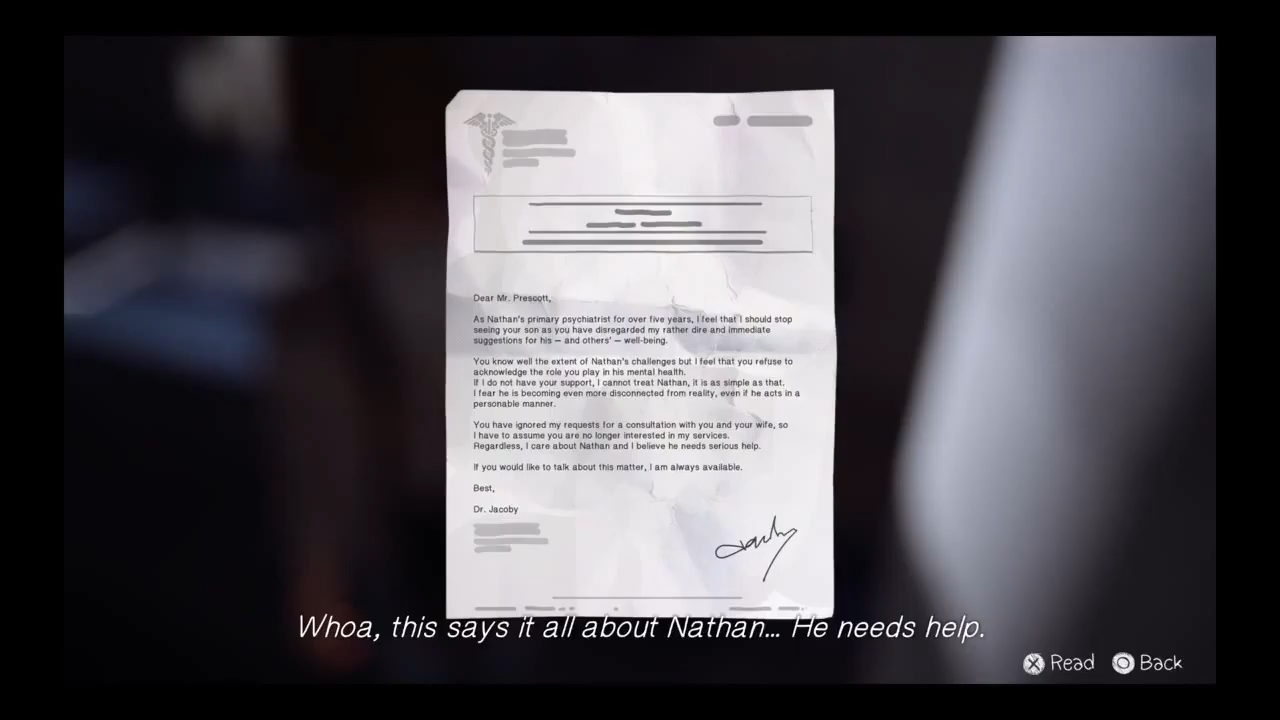 Dear Mr. Prescott,
As Nathan's primary psychiatrist for over five years, I feel that I should stop
seeing your son as you have disregarded my rather dire and immediate
suggestions for his — and others' — well-being.
You know well the extent of Nathan's challenges but I feel that you refuse to
acknowledge the role you play in his mental health.
If I do not have your support, I cannot treat Nathan, it is as simple as that.
I fear he is becoming even more disconnected from reality, even if he acts in a
personable manner.
You have ignored my requests for a consultation with you and your wife, so
I have to assume you are no longer interested in my services.
Regardless, I care about Nathan and I believe he needs serious help.
If you would like to talk about this matter, I am always available.
Best,
Dr. Jacoby
Whoa, this says it all about Nathan... He needs help.
Read
Back